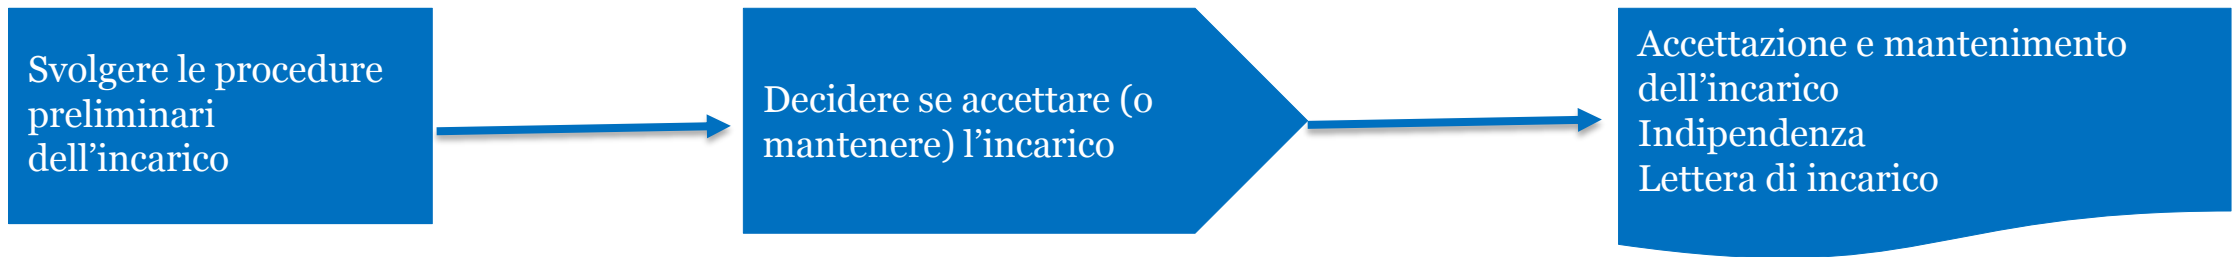 Svolgere le procedure
preliminari
dell’incarico
Decidere se accettare (o
mantenere) l’incarico
Accettazione e mantenimento
dell’incarico
Indipendenza
Lettera di incarico